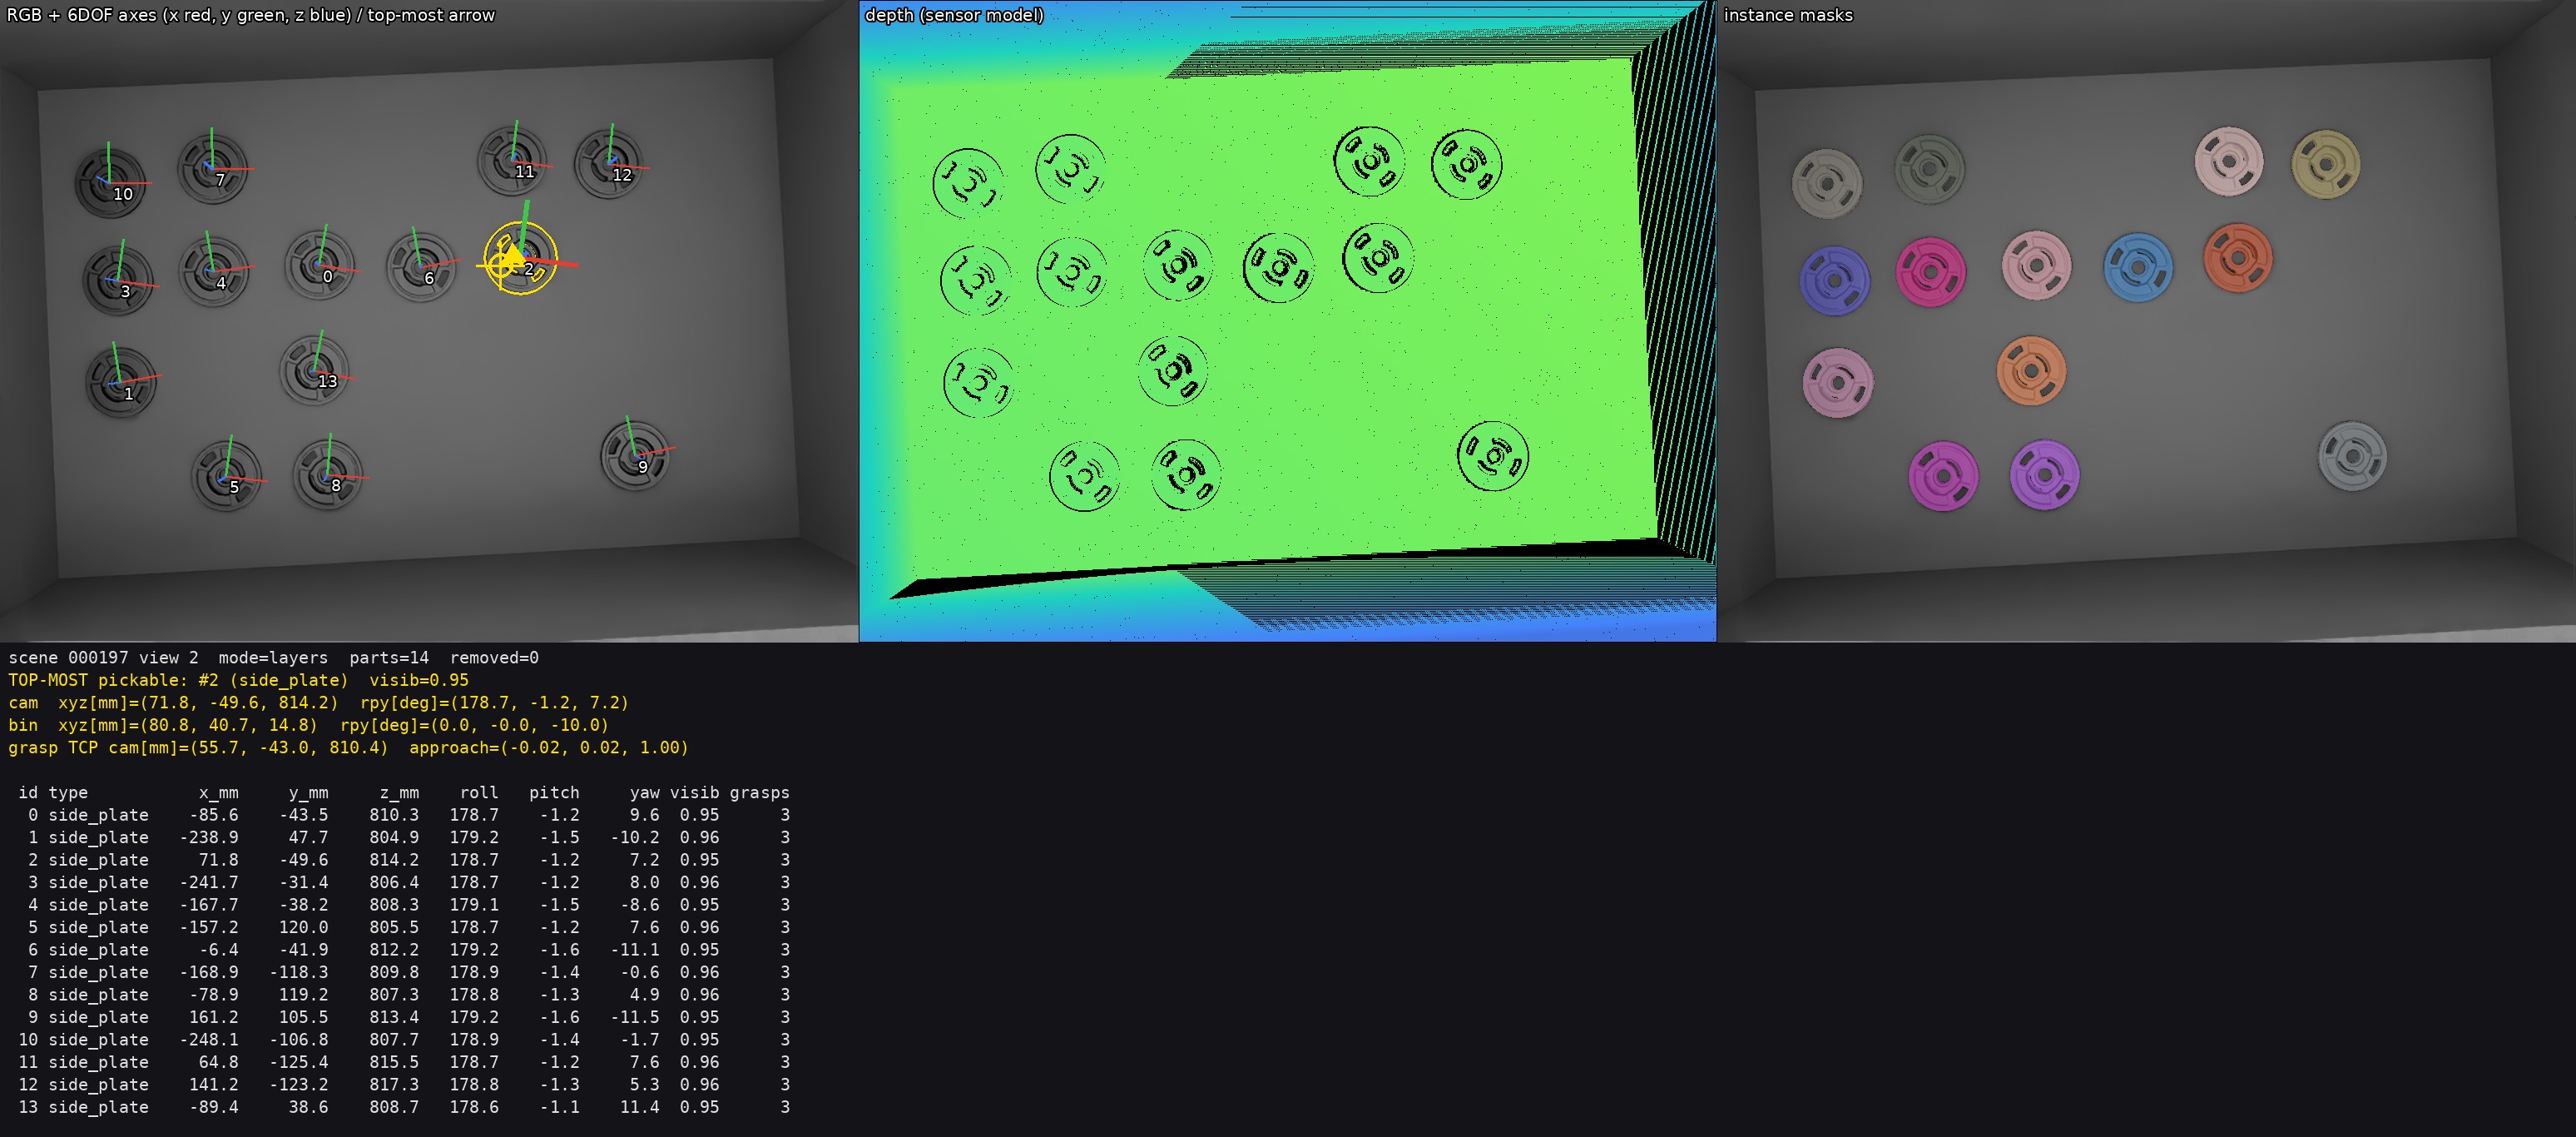 RGB + 6DOF axes (x red, y green, z blue) / top-most arrow
depth (sensor model)
instance masks
10
7
11
12
3
4
0
6
2
1
13
5
8
9
scene 000197 view 2  mode=layers  parts=14  removed=0
TOP-MOST pickable: #2 (side_plate)  visib=0.95
cam  xyz[mm]=(71.8, -49.6, 814.2)  rpy[deg]=(178.7, -1.2, 7.2)
bin  xyz[mm]=(80.8, 40.7, 14.8)  rpy[deg]=(0.0, -0.0, -10.0)
grasp TCP cam[mm]=(55.7, -43.0, 810.4)  approach=(-0.02, 0.02, 1.00)
id type x_mm y_mm z_mm roll pitch yaw visib grasps
0 side_plate -85.6 -43.5 810.3 178.7 -1.2 9.6 0.95 3
1 side_plate -238.9 47.7 804.9 179.2 -1.5 -10.2 0.96 3
2 side_plate 71.8 -49.6 814.2 178.7 -1.2 7.2 0.95 3
3 side_plate -241.7 -31.4 806.4 178.7 -1.2 8.0 0.96 3
4 side_plate -167.7 -38.2 808.3 179.1 -1.5 -8.6 0.96 3
5 side_plate -157.2 120.0 805.5 178.7 -1.2 7.6 0.96 3
6 side_plate -6.4 -41.9 812.2 179.2 -1.6 -11.1 0.95 3
7 side_plate -168.9 -118.3 809.8 178.9 -1.4 -0.6 0.96 3
8 side_plate -78.9 119.2 807.3 178.8 -1.3 4.9 0.96 3
9 side_plate 161.2 105.5 813.4 179.2 -1.6 -11.5 0.95 3
10 side_plate -248.1 -106.8 807.7 178.9 -1.4 -1.7 0.95 3
11 side_plate 64.8 -125.4 815.5 178.7 -1.2 7.6 0.96 3
12 side_plate 141.2 -123.2 817.3 178.8 -1.3 5.3 0.96 3
13 side_plate -89.4 38.6 808.7 178.6 -1.1 11.4 0.95 3